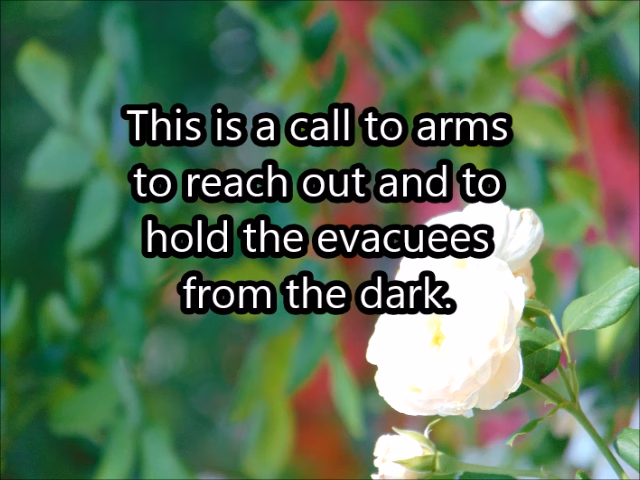 This is a call to arms
to reach out and to
hold the evacuees
from the dark.